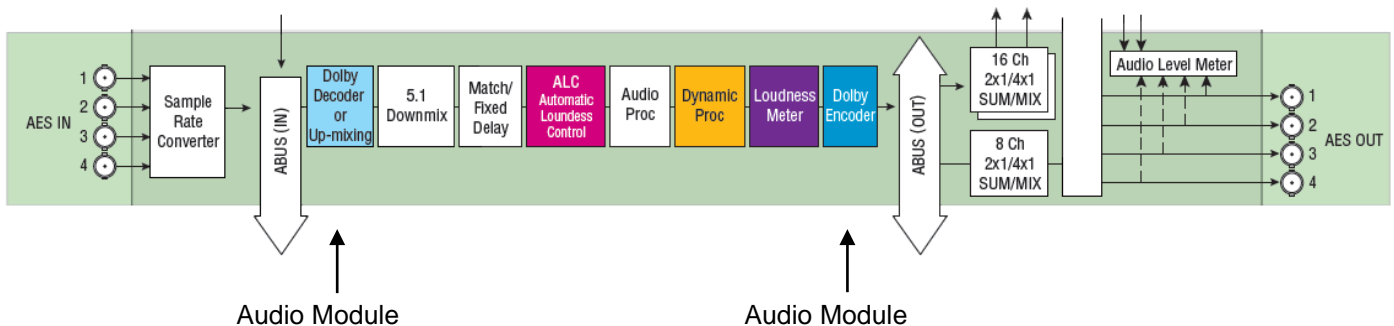 AES IN
1
2
3
4
Sample
Rate
Converter
ABUS (IN)
Dolby
Decoder
or
Up-mixing
5.1
Downmix
Match/
Fixed
Delay
ALC
Automatic
Loundess
Control
Audio
Proc
Dynamic
Proc
Loudness
Meter
Dolby
Encoder
ABUS (OUT)
16 Ch
2x1/4x1
SUM/MIX
8 Ch
2x1/4x1
SUM/MIX
Audio Level Meter
1
2
3
4
AES OUT
Audio Module
Audio Module